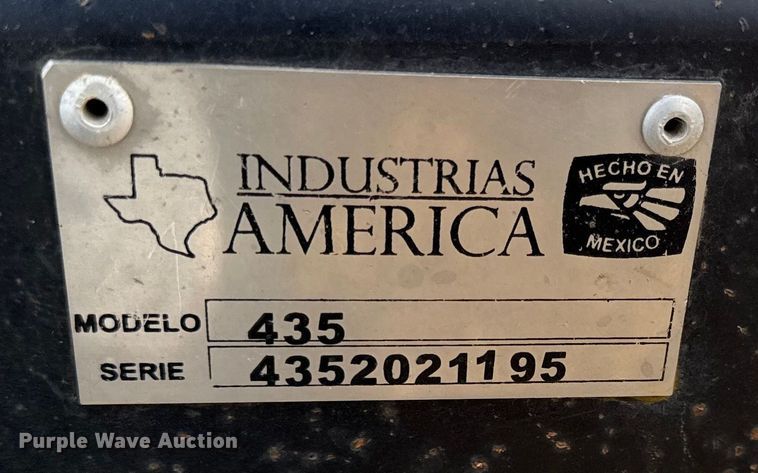 INDUSTRIAS
AMERICA
HECHO EN
MEXICO
MODELO 435
SERIE 4352021195
Purple Wave Auction